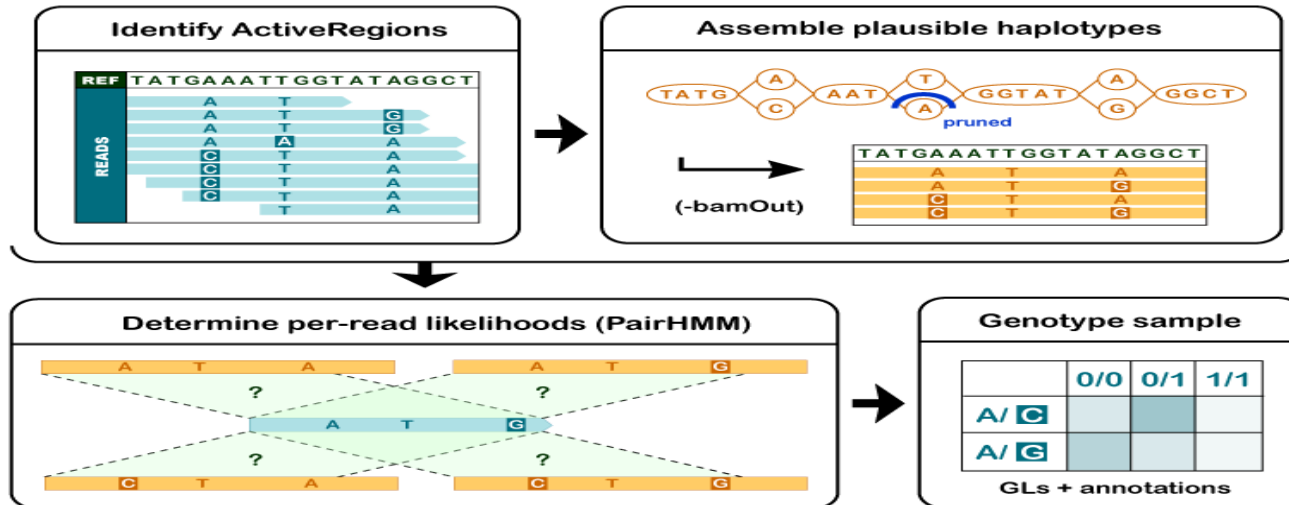 Identify ActiveRegions
REF TATGAAATTGGTATAGGCT
READS
A T
A T G
A T G
A A A
C T A
C T A
C T A
C T A
T A
Assemble plausible haplotypes
A T A
TATG AAT GGTAT GGCT
C A G
pruned
(-bamOut)
TATGAAATTGGTATAGGCT
A T A
A T G
C T A
C T G
Determine per-read likelihoods (PairHMM)
A T A A T G
? ?
A T G
? ?
C T A C T G
Genotype sample
0/0 0/1 1/1
A/ C
A/ G
GLs + annotations